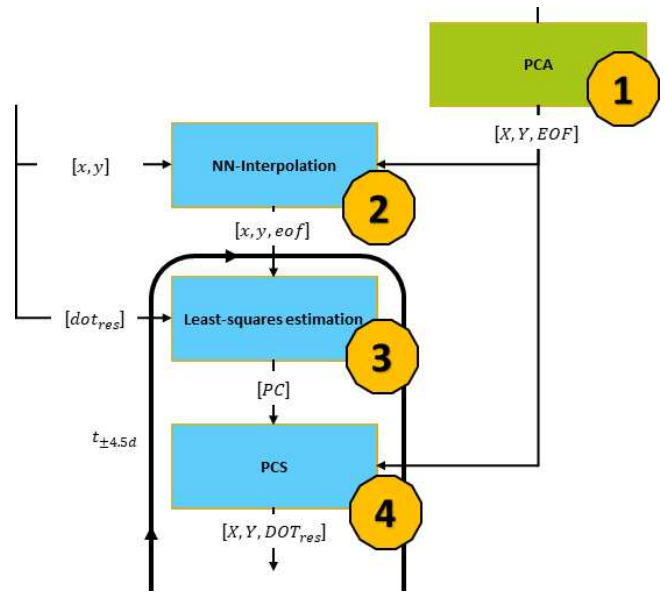 PCA
1
[X, Y, EOF]
[x, y]
NN-Interpolation
2
[x, y, eof]
[dot_res]
Least-squares estimation
3
[PC]
t_±4.5d
PCS
4
[X, Y, DOT_res]